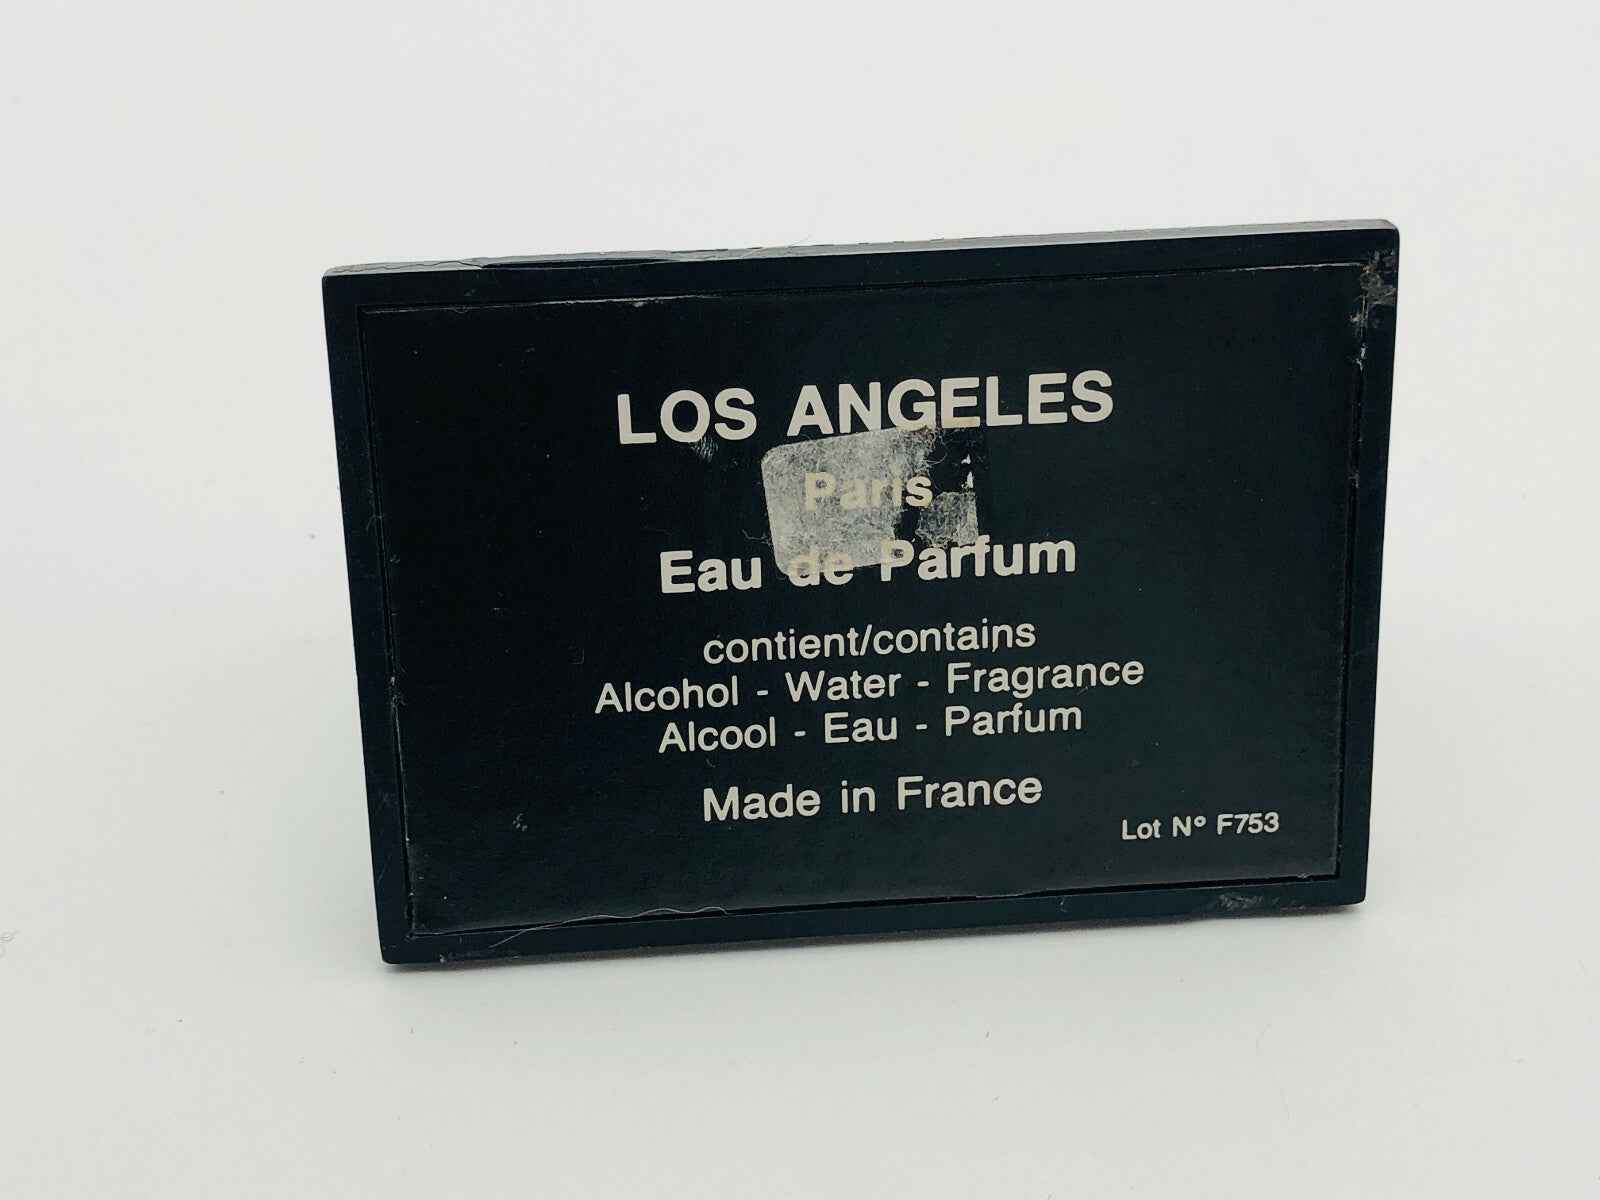 LOS ANGELES
Paris
Eau de Parfum
contient/contains
Alcohol - Water - Fragrance
Alcool - Eau - Parfum
Made in France
Lot Nº F753